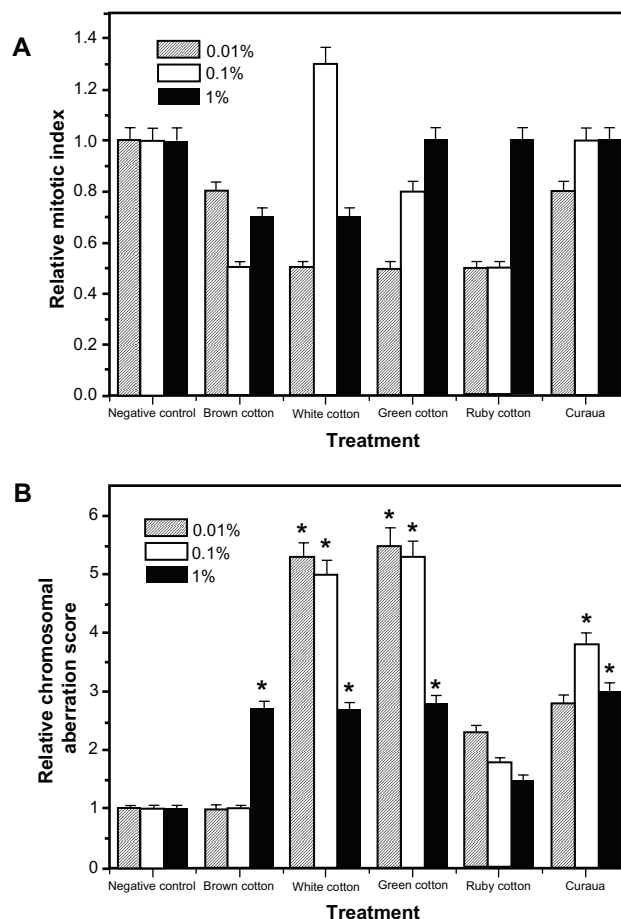 A
Relative mitotic index
1.4
1.2
1.0
0.8
0.6
0.4
0.2
0.0
0.01%
0.1%
1%
Negative control Brown cotton White cotton Green cotton Ruby cotton Curaua
Treatment
B
Relative chromosomal
aberration score
6
5
4
3
2
1
0
0.01%
0.1%
1%
* * * * * * * * *
Negative control Brown cotton White cotton Green cotton Ruby cotton Curaua
Treatment